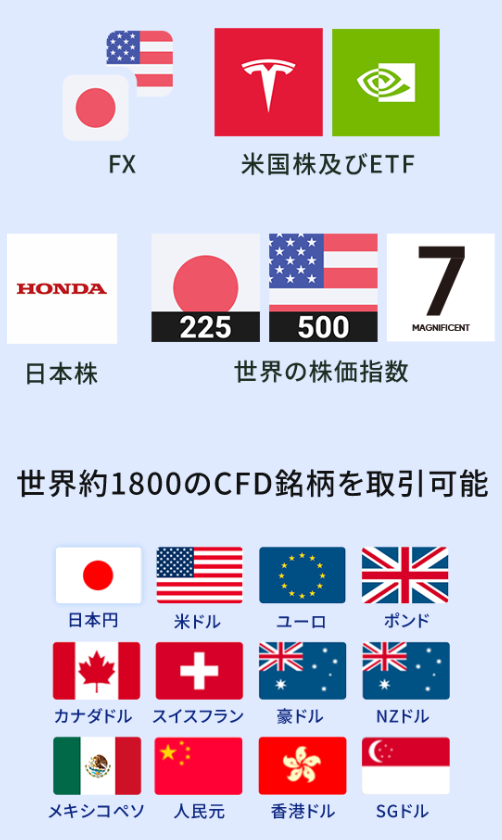 FX
米国株及びETF
HONDA
225
500
7
MAGNIFICENT
日本株
世界の株価指数
世界約1800のCFD銘柄を取引可能
日本円
米ドル
ユーロ
ポンド
カナダドル
スイスフラン
豪ドル
NZドル
メキシコペソ
人民元
香港ドル
SGドル